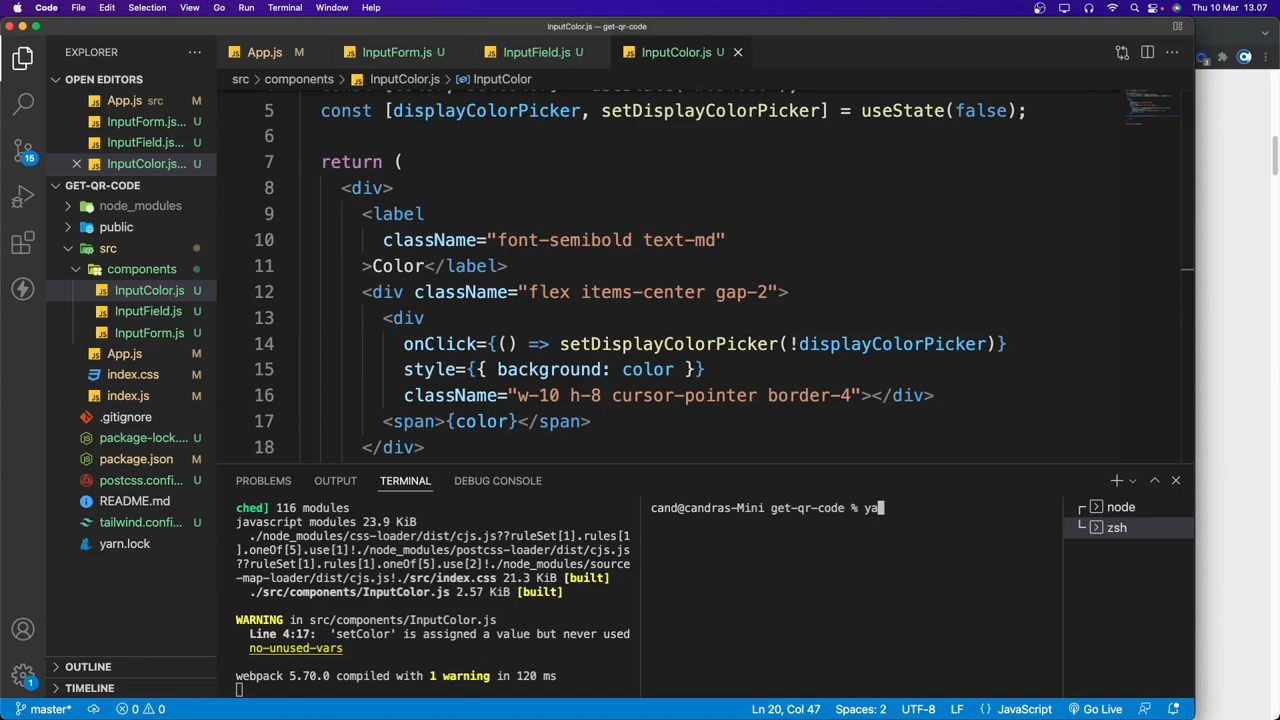 Code File Edit Selection View Go Run Terminal Window Help
Thu 10 Mar 13.07
InputColor.js — get-qr-code
EXPLORER
App.js M
InputForm.js U
InputField.js U
InputColor.js U
src > components > InputColor.js > InputColor
OPEN EDITORS
App.js src M
InputForm.js... U
InputField.js... U
InputColor.js... U
GET-QR-CODE
node_modules
public
src
components
InputColor.js U
InputField.js U
InputForm.js U
App.js M
index.css M
index.js M
.gitignore
package-lock.... U
package.json M
postcss.confi... U
README.md
tailwind.confi... U
yarn.lock
OUTLINE
TIMELINE
15
1
5 const [displayColorPicker, setDisplayColorPicker] = useState(false);
6
7 return (
8 <div>
9 <label
10 className="font-semibold text-md"
11 >Color</label>
12 <div className="flex items-center gap-2">
13 <div
14 onClick={() => setDisplayColorPicker(!displayColorPicker)}
15 style={{ background: color }}
16 className="w-10 h-8 cursor-pointer border-4"></div>
17 <span>{color}</span>
18 </div>
PROBLEMS OUTPUT TERMINAL DEBUG CONSOLE
ched] 116 modules
javascript modules 23.9 KiB
./node_modules/css-loader/dist/cjs.js??ruleSet[1].rules[1
].oneOf[5].use[1]!./node_modules/postcss-loader/dist/cjs.js
??ruleSet[1].rules[1].oneOf[5].use[2]!./node_modules/source
-map-loader/dist/cjs.js!./src/index.css 21.3 KiB [built]
./src/components/InputColor.js 2.57 KiB [built]
WARNING in src/components/InputColor.js
Line 4:17: 'setColor' is assigned a value but never used
no-unused-vars
webpack 5.70.0 compiled with 1 warning in 120 ms
cand@candras-Mini get-qr-code % ya
node
zsh
master* 0 0 Ln 20, Col 47 Spaces: 2 UTF-8 LF {} JavaScript Go Live